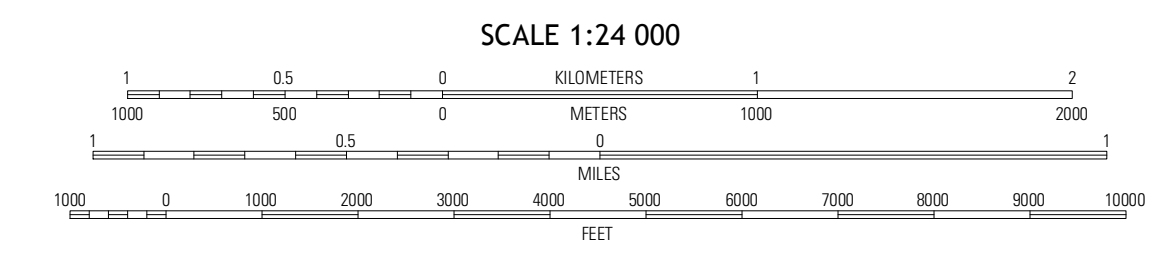 SCALE 1:24 000
1 0.5 0 KILOMETERS 1 2
1000 500 0 METERS 1000 2000
1 0.5 0 1
MILES
1000 0 1000 2000 3000 4000 5000 6000 7000 8000 9000 10000
FEET